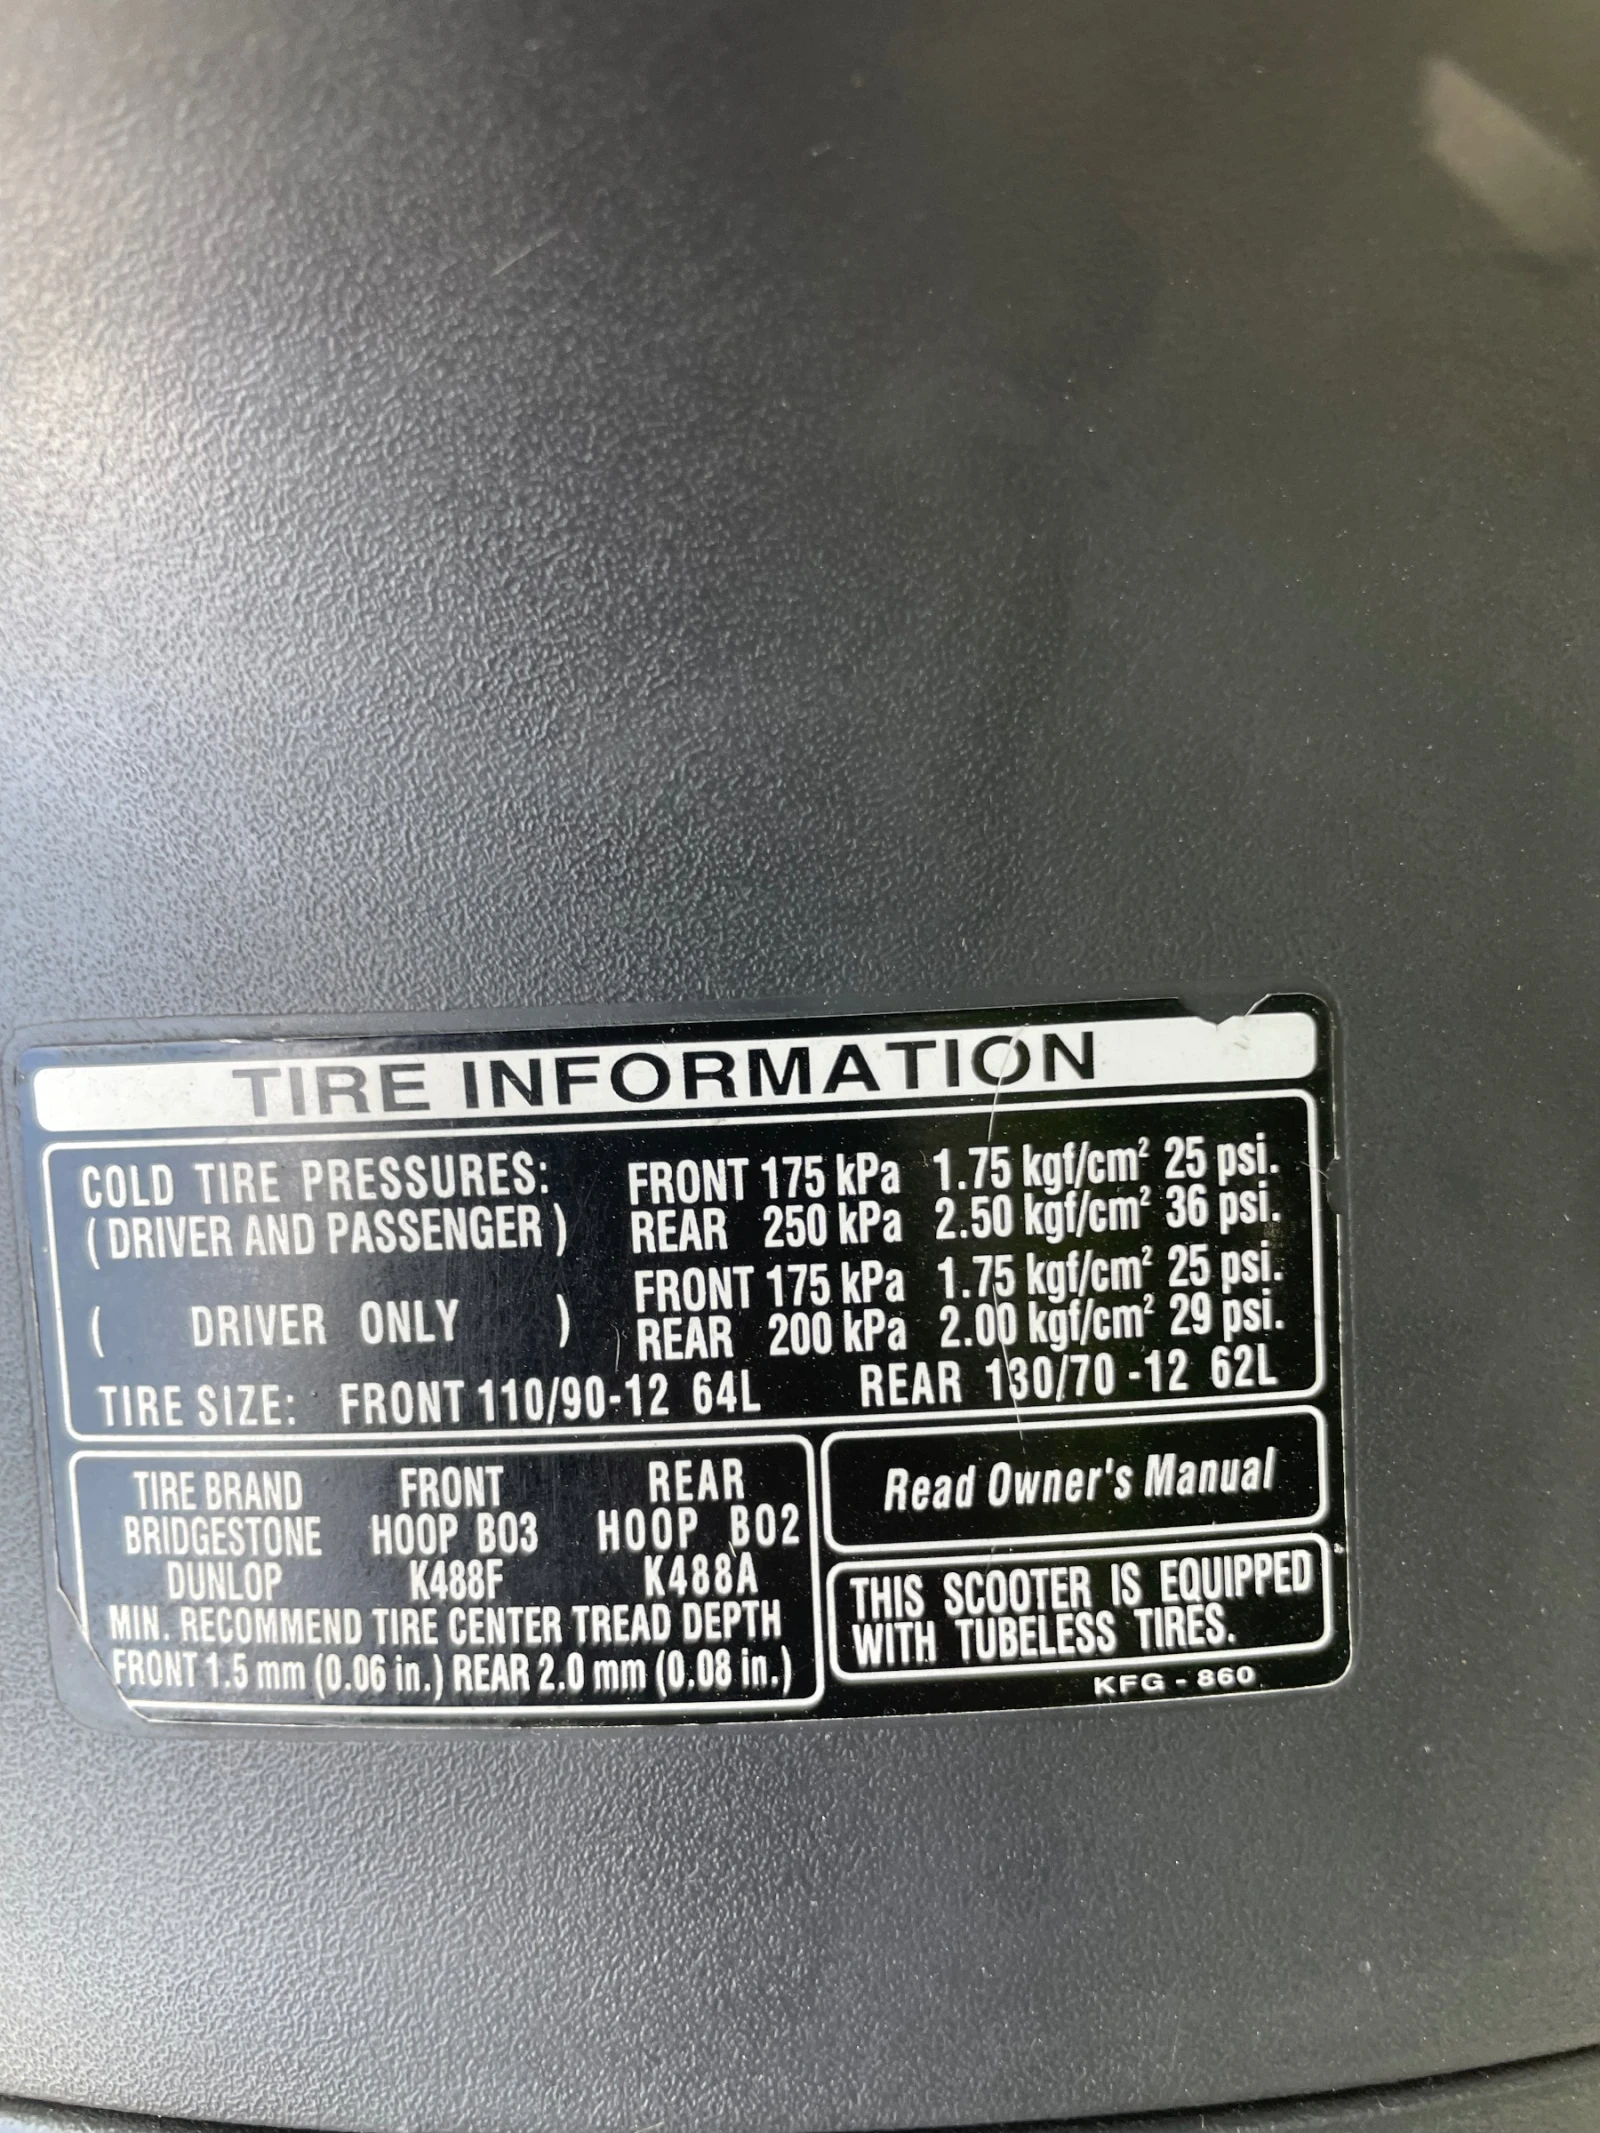 TIRE INFORMATION
COLD TIRE PRESSURES: FRONT 175 kPa 1.75 kgf/cm² 25 psi.
(DRIVER AND PASSENGER) REAR 250 kPa 2.50 kgf/cm² 36 psi.
FRONT 175 kPa 1.75 kgf/cm² 25 psi.
( DRIVER ONLY ) REAR 200 kPa 2.00 kgf/cm² 29 psi.
TIRE SIZE: FRONT 110/90-12 64L REAR 130/70 -12 62L
TIRE BRAND FRONT REAR
BRIDGESTONE HOOP B03 HOOP B02
DUNLOP K488F K488A
MIN. RECOMMEND TIRE CENTER TREAD DEPTH
FRONT 1.5 mm (0.06 in.) REAR 2.0 mm (0.08 in.)
Read Owner's Manual
THIS SCOOTER IS EQUIPPED
WITH TUBELESS TIRES.
KFG - 860